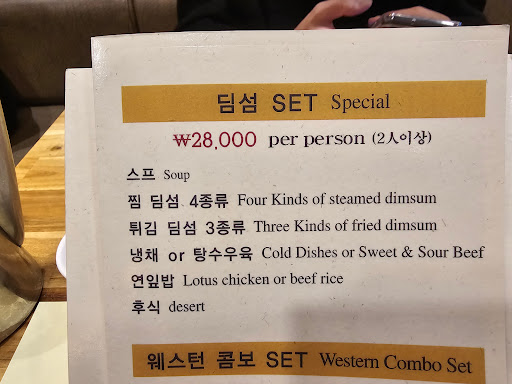 딤섬 SET Special
₩28,000 per person (2人이상)
스프 Soup
찜 딤섬 4종류 Four Kinds of steamed dimsum
튀김 딤섬 3종류 Three Kinds of fried dimsum
냉채 or 탕수우육 Cold Dishes or Sweet & Sour Beef
연잎밥 Lotus chicken or beef rice
후식 desert
웨스턴 콤보 SET Western Combo Set